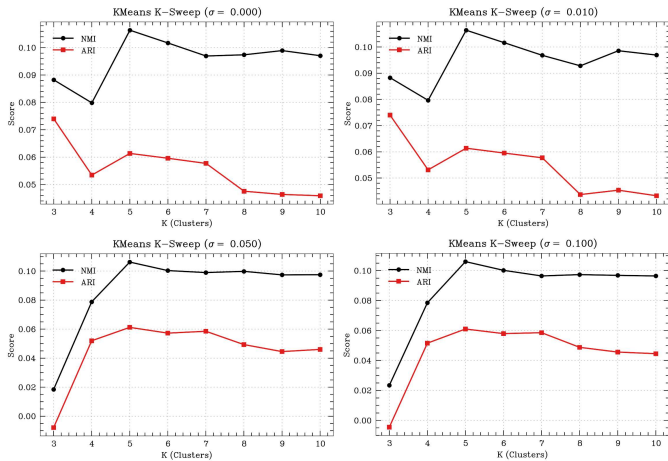 KMeans K-Sweep (σ = 0.000)
NMI
ARI
0.10
0.09
0.08
0.07
0.06
0.05
Score
3 4 5 6 7 8 9 10
K (Clusters)
KMeans K-Sweep (σ = 0.010)
NMI
ARI
0.10
0.09
0.08
0.07
0.06
0.05
Score
3 4 5 6 7 8 9 10
K (Clusters)
KMeans K-Sweep (σ = 0.050)
NMI
ARI
0.10
0.08
0.06
0.04
0.02
0.00
Score
3 4 5 6 7 8 9 10
K (Clusters)
KMeans K-Sweep (σ = 0.100)
NMI
ARI
0.10
0.08
0.06
0.04
0.02
0.00
Score
3 4 5 6 7 8 9 10
K (Clusters)